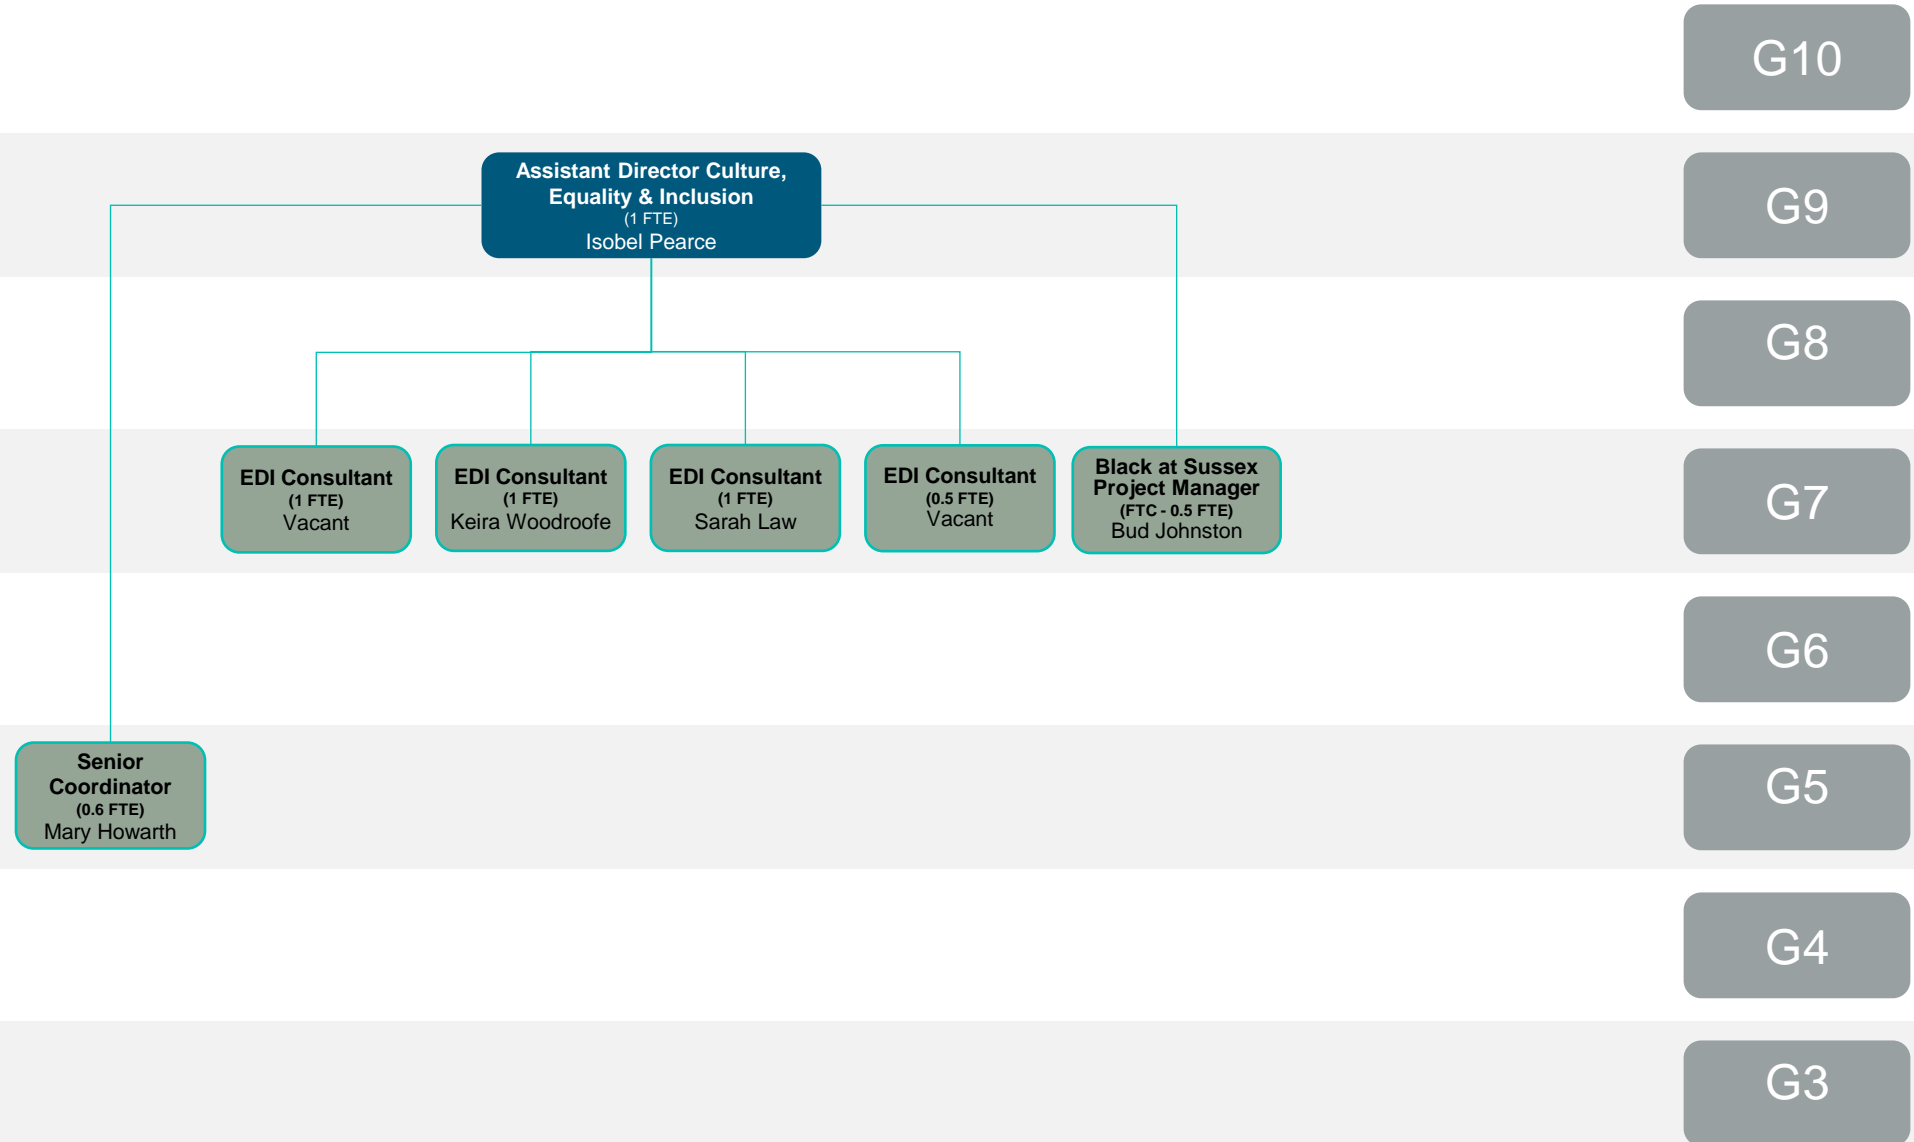 G10
Assistant Director Culture,
Equality & Inclusion
(1 FTE)
Isobel Pearce
G9
G8
EDI Consultant
(1 FTE)
Vacant
EDI Consultant
(1 FTE)
Keira Woodroofe
EDI Consultant
(1 FTE)
Sarah Law
EDI Consultant
(0.5 FTE)
Vacant
Black at Sussex
Project Manager
(FTC - 0.5 FTE)
Bud Johnston
G7
G6
Senior
Coordinator
(0.6 FTE)
Mary Howarth
G5
G4
G3